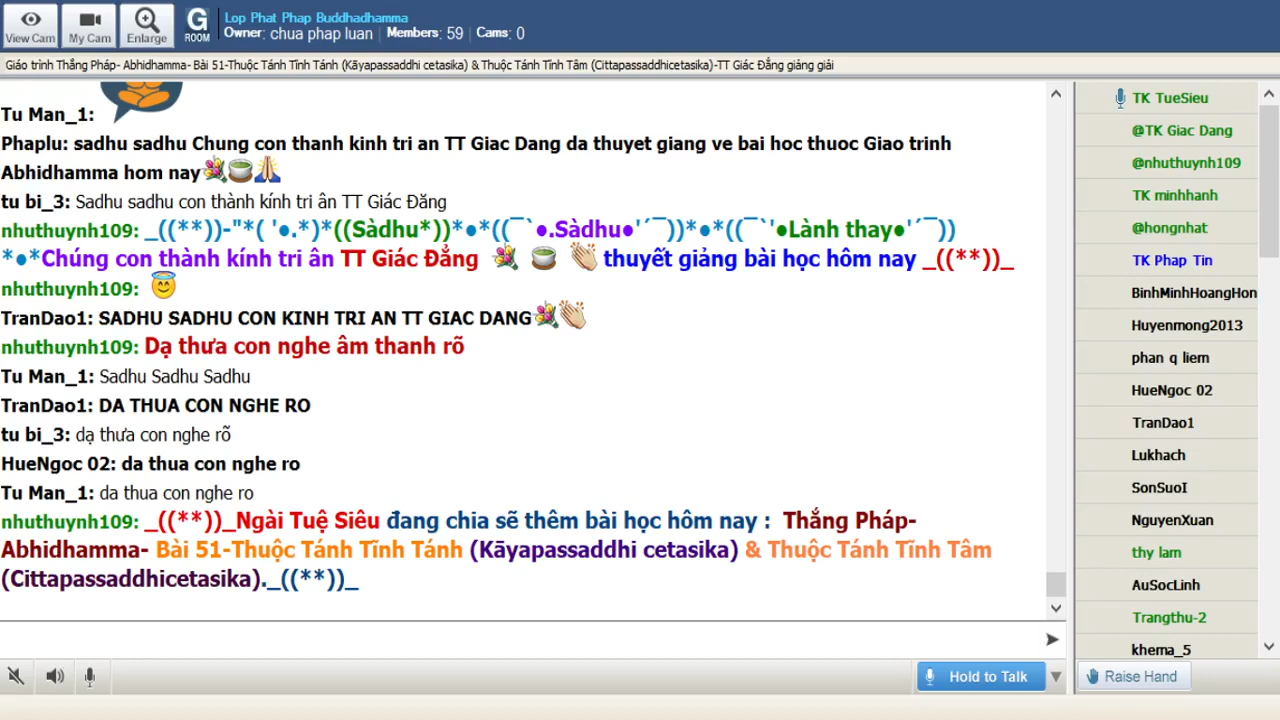 View Cam
My Cam
Enlarge
G
ROOM
Lop Phat Phap Buddhadhamma
Owner: chua phap luan | Members: 59 | Cams: 0
Giáo trình Thắng Pháp- Abhidhamma- Bài 51-Thuộc Tánh Tĩnh Tánh (Kāyapassaddhi cetasika) & Thuộc Tánh Tĩnh Tâm (Cittapassaddhicetasika)-TT Giác Đẳng giảng giải
Tu Man_1:
Phaplu: sadhu sadhu Chung con thanh kinh tri an TT Giac Dang da thuyet giang ve bai hoc thuoc Giao trinh
Abhidhamma hom nay
tu bi_3: Sadhu sadhu con thành kính tri ân TT Giác Đăng
nhuthuynh109: _((**))-"*( '●.*)*((Sàdhu*))*●*((¯`●.Sàdhu●'´¯))*●*((¯`'●Lành thay●'´¯))
*●*Chúng con thành kính tri ân TT Giác Đẳng thuyết giảng bài học hôm nay _((**))_
nhuthuynh109:
TranDao1: SADHU SADHU CON KINH TRI AN TT GIAC DANG
nhuthuynh109: Dạ thưa con nghe âm thanh rõ
Tu Man_1: Sadhu Sadhu Sadhu
TranDao1: DA THUA CON NGHE RO
tu bi_3: dạ thưa con nghe rõ
HueNgoc 02: da thua con nghe ro
Tu Man_1: da thua con nghe ro
nhuthuynh109: _((**))_Ngài Tuệ Siêu đang chia sẽ thêm bài học hôm nay : Thắng Pháp-
Abhidhamma- Bài 51-Thuộc Tánh Tĩnh Tánh (Kāyapassaddhi cetasika) & Thuộc Tánh Tĩnh Tâm
(Cittapassaddhicetasika)._((**))_
Hold to Talk
TK TueSieu
@TK Giac Dang
@nhuthuynh109
TK minhhanh
@hongnhat
TK Phap Tin
BinhMinhHoangHon
Huyenmong2013
phan q liem
HueNgoc 02
TranDao1
Lukhach
SonSuoI
NguyenXuan
thy lam
AuSocLinh
Trangthu-2
khema_5
Raise Hand